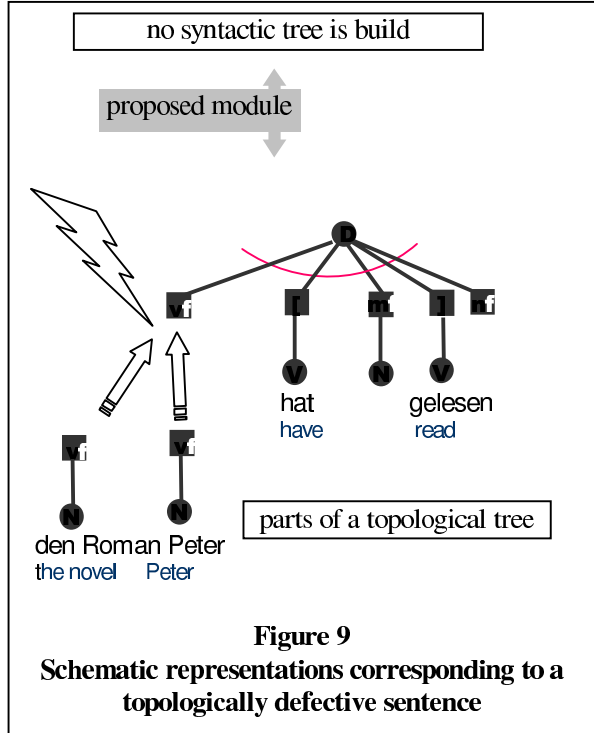 no syntactic tree is build
proposed module
D
vf [ mf ] nf
V N V
hat gelesen
have read
vf vf
N N
parts of a topological tree
den Roman Peter
the novel Peter
Figure 9
Schematic representations corresponding to a
topologically defective sentence